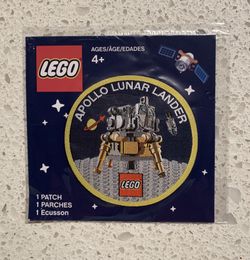 LEGO
AGES/ÂGE/EDADES
4+
APOLLO LUNAR LANDER
LEGO
1 PATCH
1 PARCHES
1 Ecusson